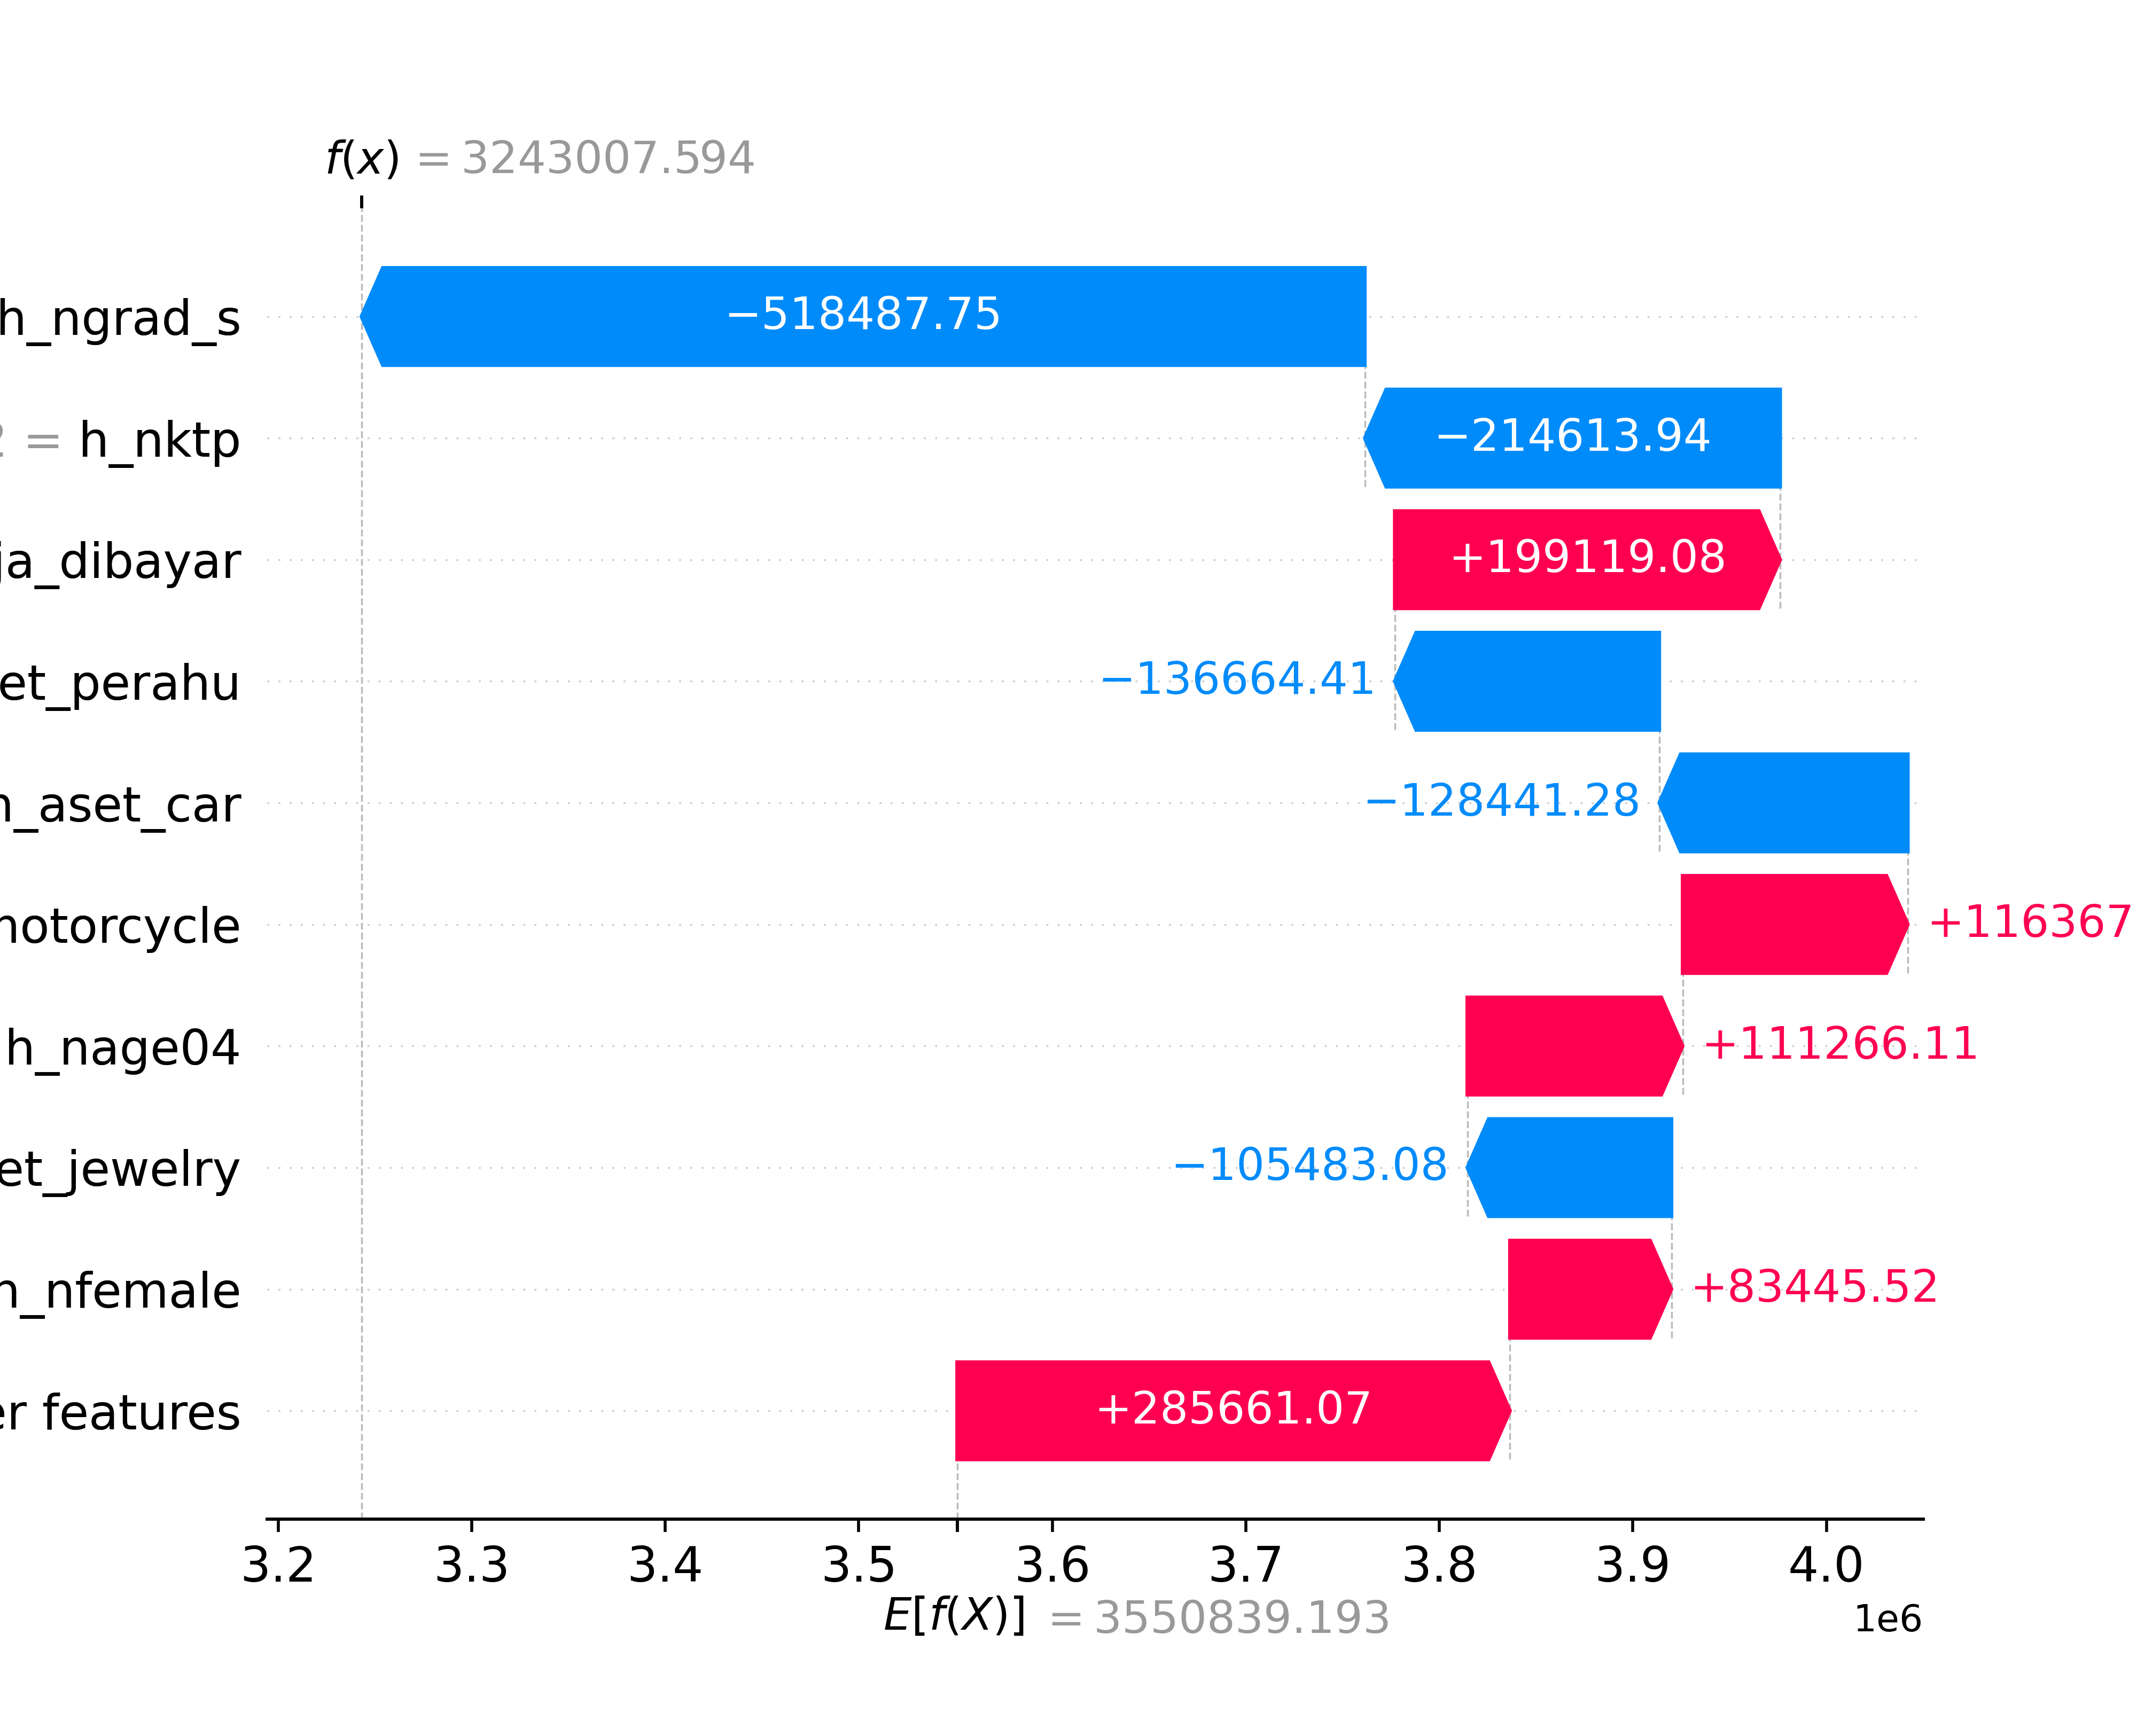 f(x) = 3243007.594
h_ngrad_s
−518487.75
= h_nktp
−214613.94
ja_dibayar
+199119.08
et_perahu
−136664.41
_aset_car
−128441.28
otorcycle
+116367
h_nage04
+111266.11
et_jewelry
−105483.08
_nfemale
+83445.52
er features
+285661.07
3.2 3.3 3.4 3.5 3.6 3.7 3.8 3.9 4.0
E[f(X)] = 3550839.193
1e6